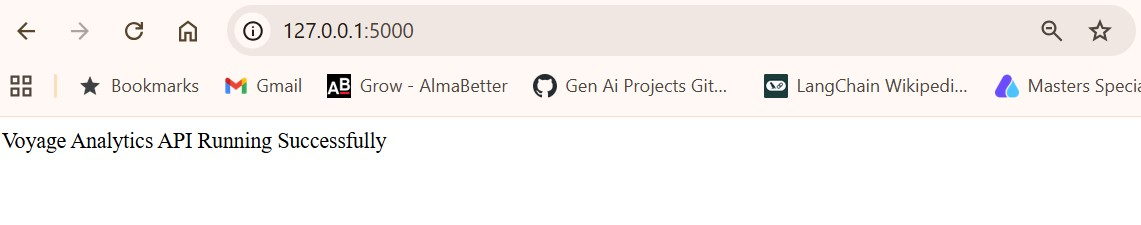 127.0.0.1:5000
Bookmarks Gmail AB Grow - AlmaBetter Gen Ai Projects Git... LangChain Wikipedi... Masters Specia
Voyage Analytics API Running Successfully